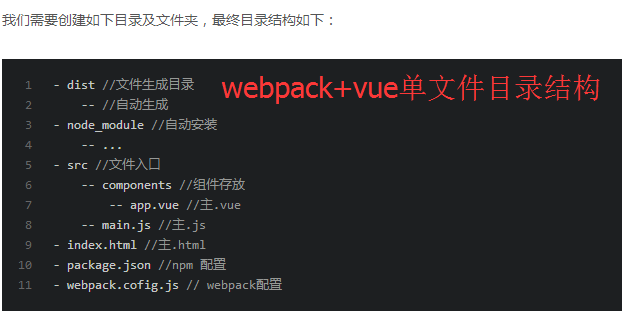 我们需要创建如下目录及文件夹，最终目录结构如下：
webpack+vue单文件目录结构
1 - dist //文件生成目录
2 -- //自动生成
3 - node_module //自动安装
4 -- ...
5 - src //文件入口
6 -- components //组件存放
7 -- app.vue //主.vue
8 -- main.js //主.js
9 - index.html //主.html
10 - package.json //npm 配置
11 - webpack.cofig.js // webpack配置